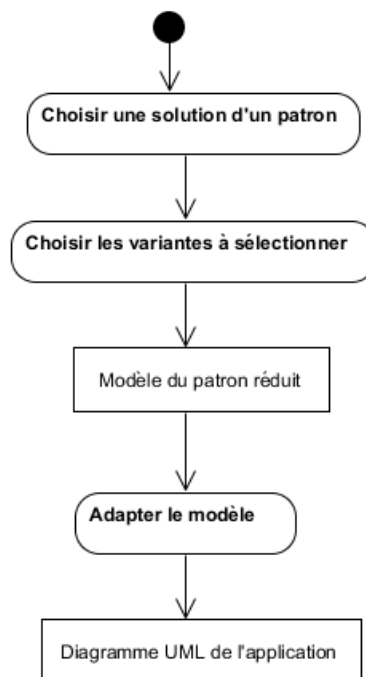 Choisir une solution d'un patron
Choisir les variantes à sélectionner
Modèle du patron réduit
Adapter le modèle
Diagramme UML de l'application